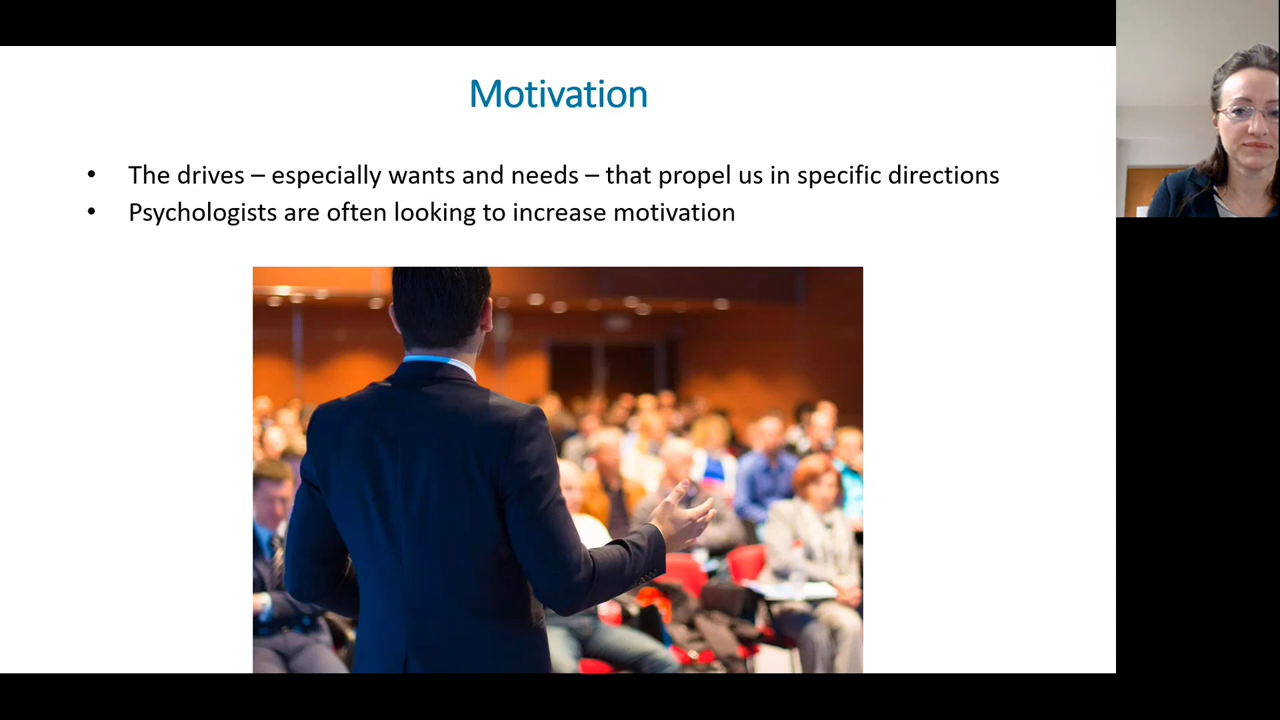 Motivation
• The drives – especially wants and needs – that propel us in specific directions
• Psychologists are often looking to increase motivation